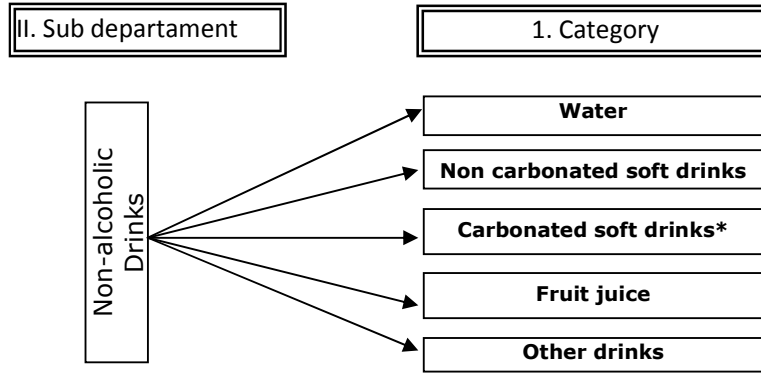 II. Sub departament
1. Category
Non-alcoholic
Drinks
Water
Non carbonated soft drinks
Carbonated soft drinks*
Fruit juice
Other drinks